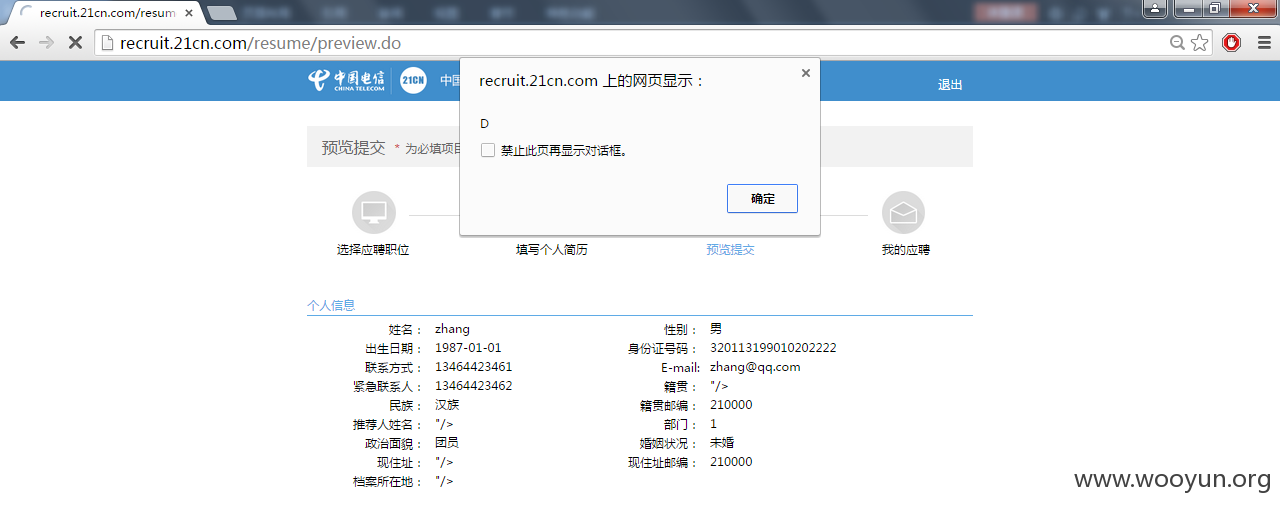 recruit.21cn.com/resum
recruit.21cn.com/resume/preview.do
中国电信
CHINA TELECOM
21CN
中国
退出
recruit.21cn.com 上的网页显示：
D
禁止此页再显示对话框。
确定
预览提交 * 为必填项目
选择应聘职位
填写个人简历
预览提交
我的应聘
个人信息
姓名： zhang 性别： 男
出生日期： 1987-01-01 身份证号码： 320113199010202222
联系方式： 13464423461 E-mail: zhang@qq.com
紧急联系人： 13464423462 籍贯： "/>
民族： 汉族 籍贯邮编： 210000
推荐人姓名： "/> 部门： 1
政治面貌： 团员 婚姻状况： 未婚
现住址： "/> 现住址邮编： 210000
档案所在地： "/>
www.wooyun.org